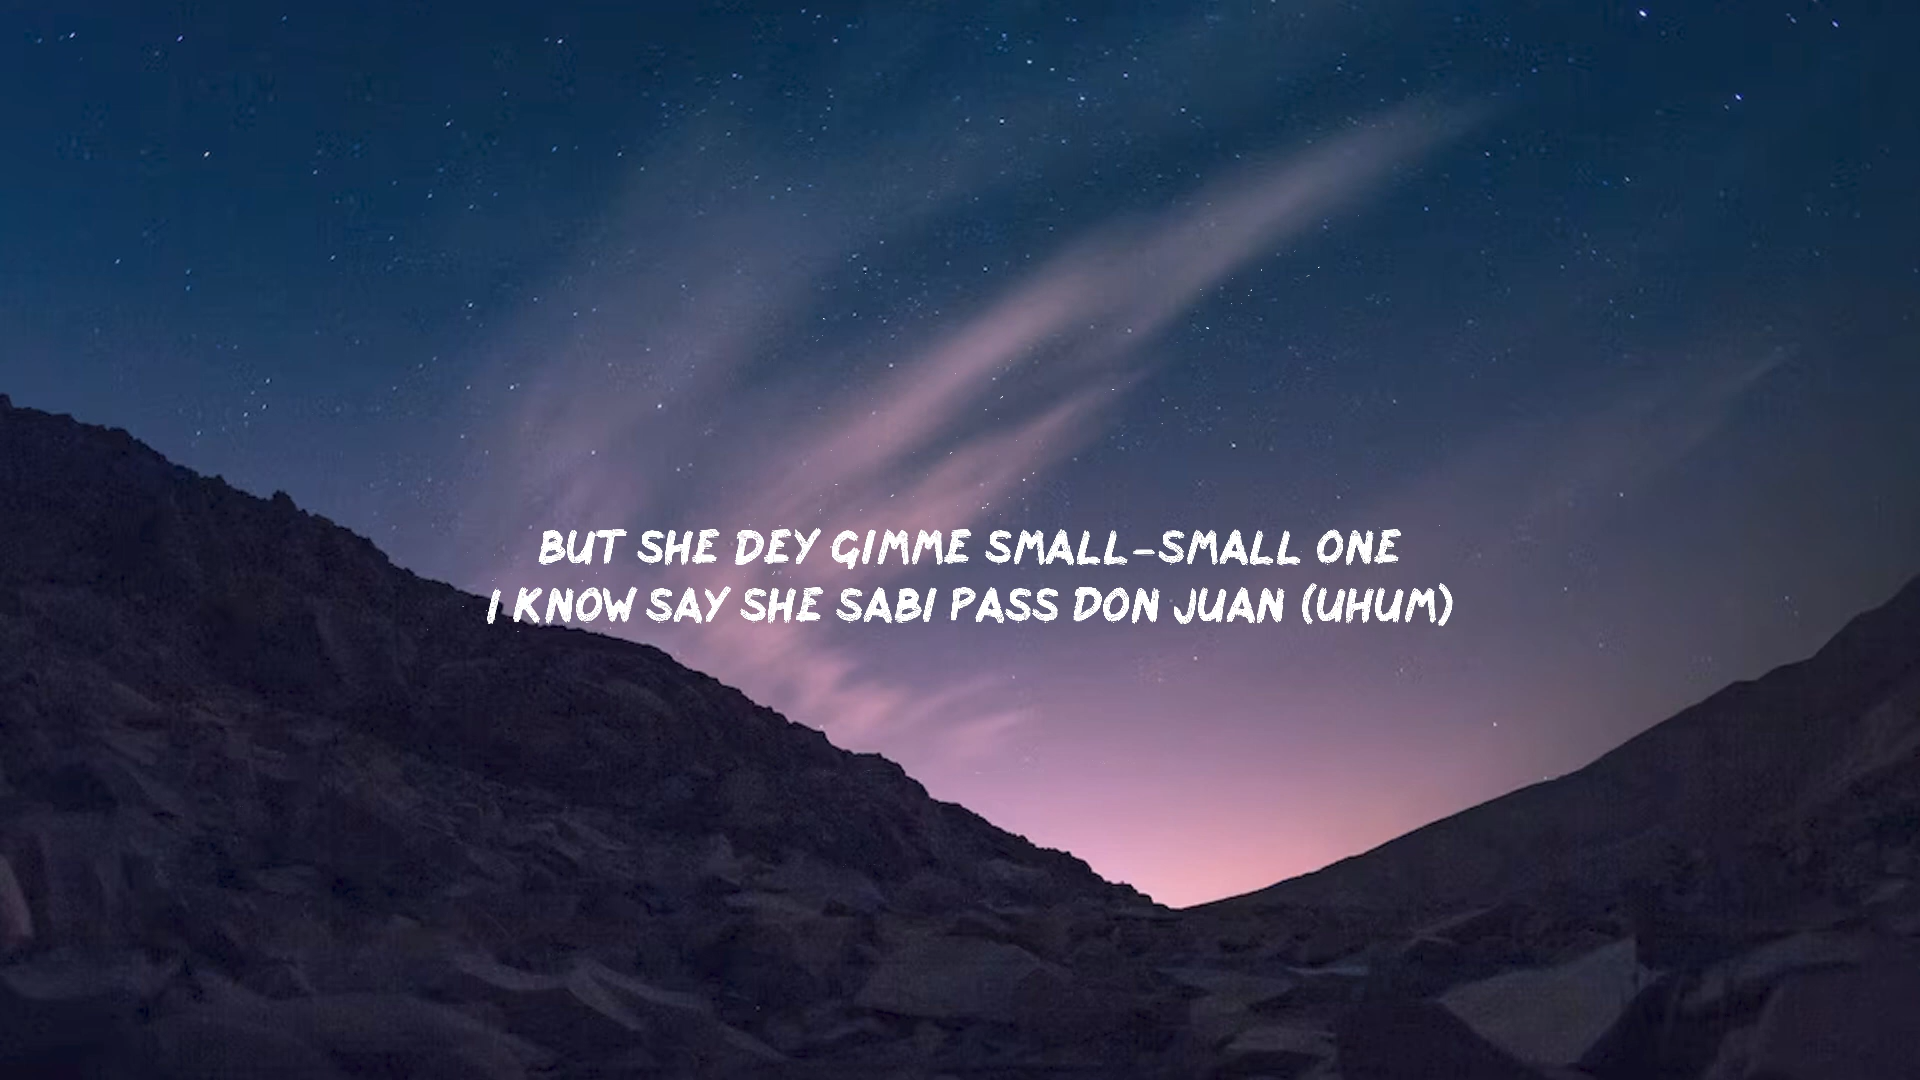 BUT SHE DEY GIMME SMALL-SMALL ONE
I KNOW SAY SHE SABI PASS DON JUAN (UHUM)